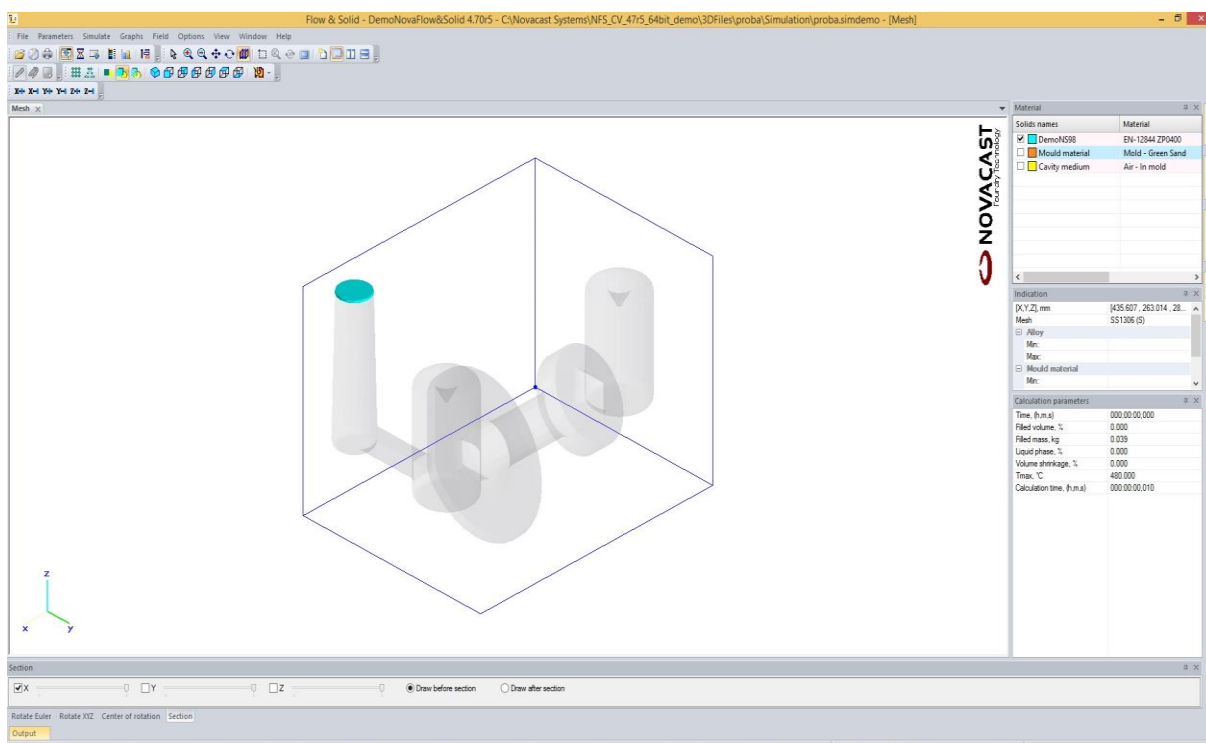 Flow & Solid - DemoNovaFlow&Solid 4.70r5 - C:\Novacast Systems\NFS_CV_47r5_64bit_demo\3DFiles\proba\Simulation\proba.simdemo - [Mesh]
File Parameters Simulate Graphs Field Options View Window Help
X+ X- Y+ Y- Z+ Z-
Mesh x
NOVACAST
Foundry Technology
Z
X
Y
Material
Solids names Material
DemoNS98 EN-12844 ZP0400
Mould material Mold - Green Sand
Cavity medium Air - In mold
Indication
[X,Y,Z], mm [435.607 , 263.014 , 28...
Mesh SS1306 (S)
Alloy
Min:
Max:
Mould material
Min:
Calculation parameters
Time, (h,m,s) 000:00:00,000
Filled volume, % 0.000
Filled mass, kg 0.039
Liquid phase, % 0.000
Volume shrinkage, % 0.000
Tmax, °C 480.000
Calculation time, (h,m,s) 000:00:00,010
Section
X Y Z Draw before section Draw after section
Rotate Euler Rotate XYZ Center of rotation Section
Output